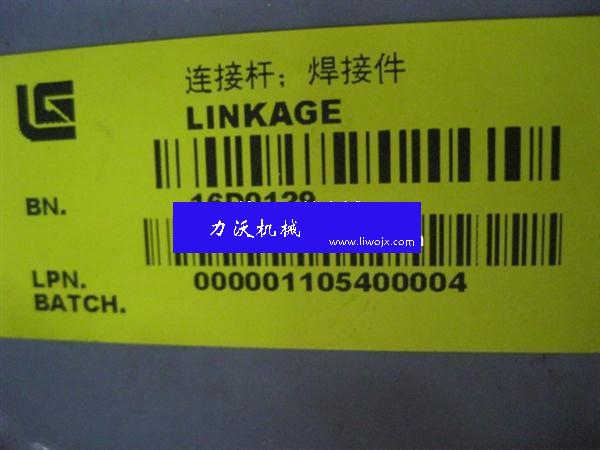 连接杆；焊接件
LINKAGE
BN.
力沃机械
www.liwojx.com
LPN.
000001105400004
BATCH.